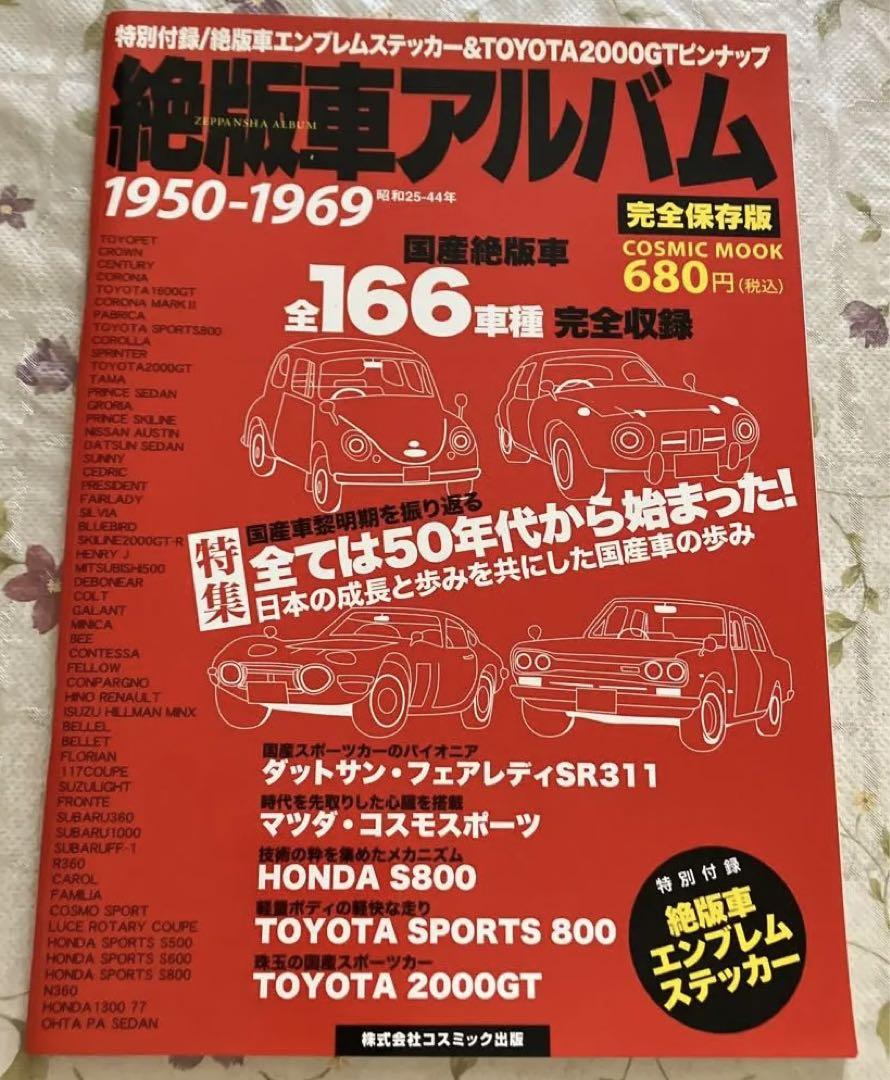 特別付録/絶版車エンブレムステッカー&TOYOTA2000GTピンナップ
絶版車アルバム
ZEPPANSHA ALBUM
1950-1969 昭和25-44年
完全保存版
COSMIC MOOK
680円(税込)
国産絶版車
全166車種 完全収録
TOYOPET
CROWN
CENTURY
CORONA
TOYOTA1600GT
CORONA MARKⅡ
PABRICA
TOYOTA SPORTS800
COROLLA
SPRINTER
TOYOTA2000GT
TAMA
PRINCE SEDAN
GRORIA
PRINCE SKILINE
NISSAN AUSTIN
DATSUN SEDAN
SUNNY
CEDRIC
PRESIDENT
FAIRLADY
SILVIA
BLUEBIRD
SKILINE2000GT-R
HENRY J
MITSUBISHI500
DEBONEAR
COLT
GALANT
MINICA
BEE
CONTESSA
FELLOW
CONPARGNO
HINO RENAULT
ISUZU HILLMAN MINX
BELLEL
BELLET
FLORIAN
117COUPE
SUZULIGHT
FRONTE
SUBARU360
SUBARU1000
SUBARUFF-1
R360
CAROL
FAMILIA
COSMO SPORT
LUCE ROTARY COUPE
HONDA SPORTS S500
HONDA SPORTS S600
HONDA SPORTS S800
N360
HONDA1300 77
OHTA PA SEDAN
特集
国産車黎明期を振り返る
全ては50年代から始まった!
日本の成長と歩みを共にした国産車の歩み
国産スポーツカーのパイオニア
ダットサン・フェアレディSR311
時代を先取りした心臓を搭載
マツダ・コスモスポーツ
技術の粋を集めたメカニズム
HONDA S800
軽量ボディの軽快な走り
TOYOTA SPORTS 800
珠玉の国産スポーツカー
TOYOTA 2000GT
特別付録
絶版車
エンブレム
ステッカー
株式会社コスミック出版